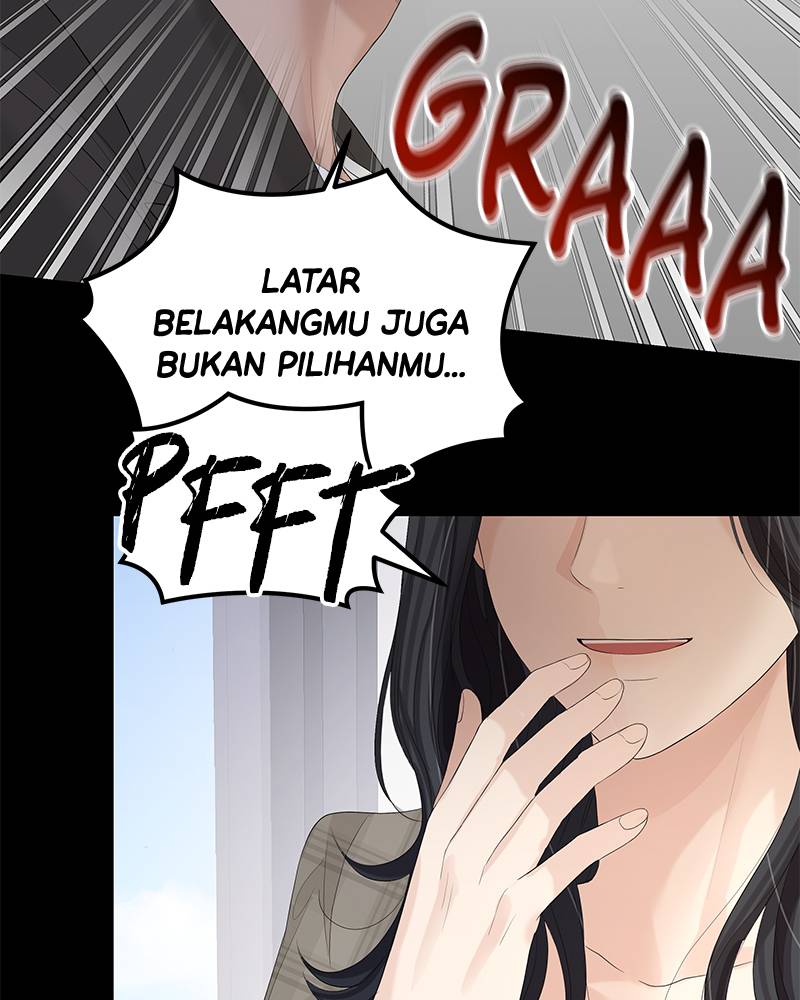 GRAAA
LATAR
BELAKANGMU JUGA
BUKAN PILIHANMU...
PFFT